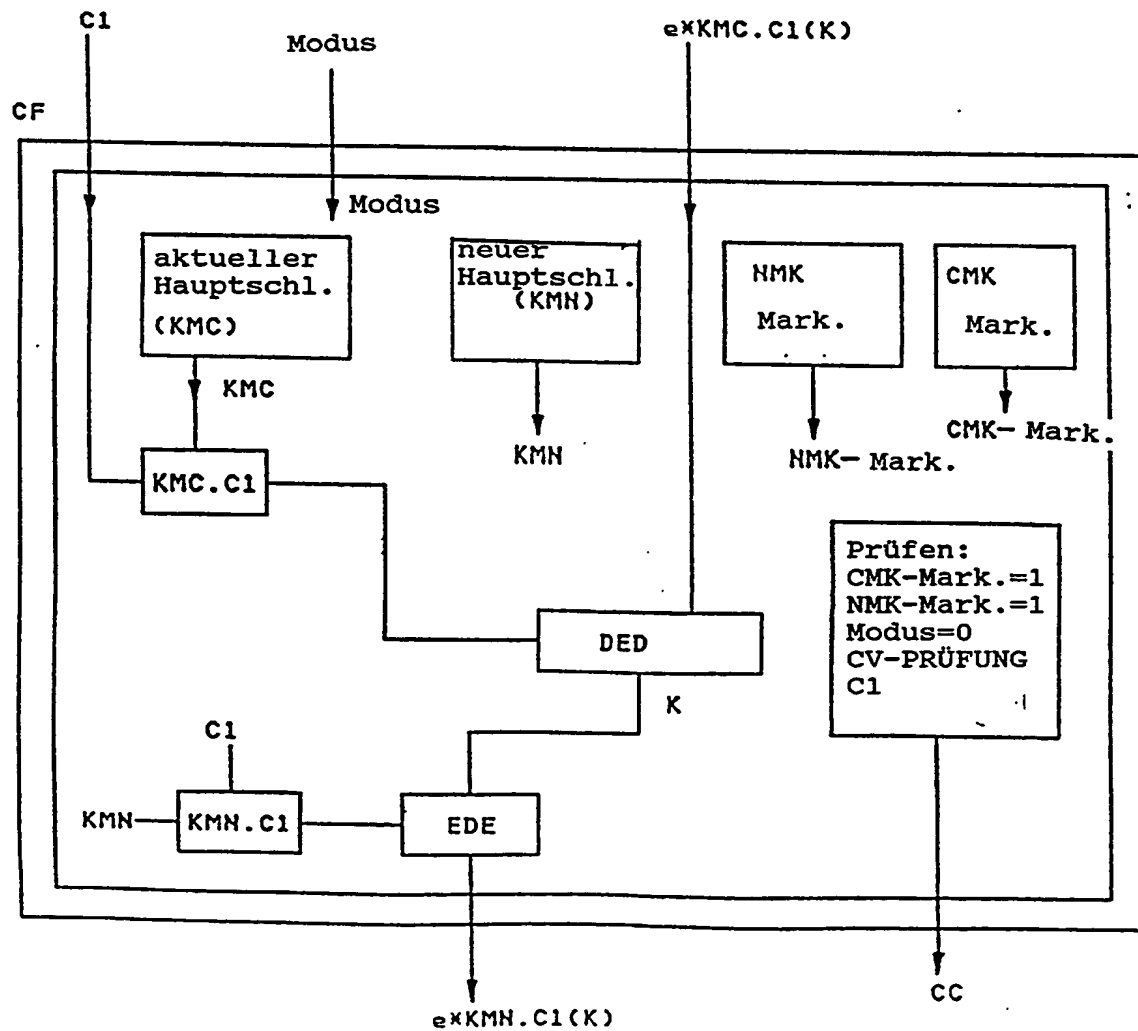 C1
Modus
e*KMC.C1(K)
CF
Modus
aktueller
Hauptschl.
(KMC)
neuer
Hauptschl.
(KMN)
NMK
Mark.
CMK
Mark.
KMC
KMN
NMK- Mark.
CMK- Mark.
KMC.C1
Prüfen:
CMK-Mark.=1
NMK-Mark.=1
Modus=0
CV-PRÜFUNG
C1
DED
K
C1
KMN
KMN.C1
EDE
e*KMN.C1(K)
CC